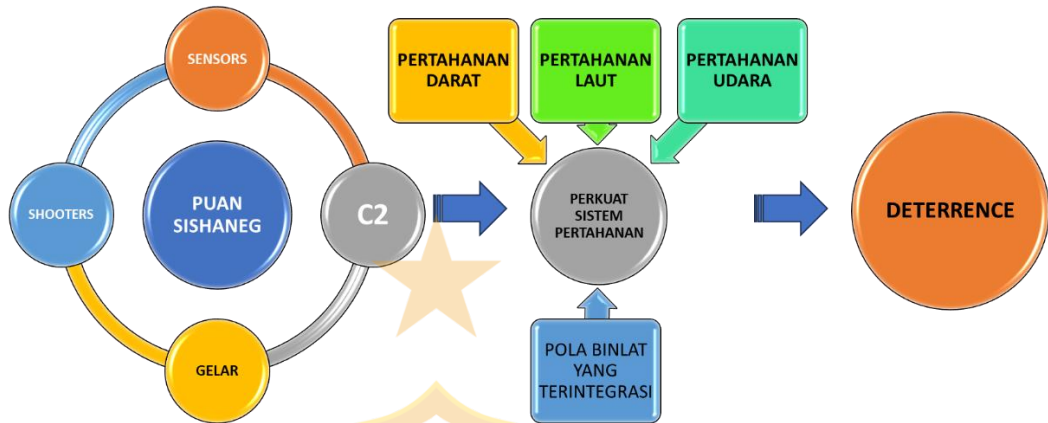 SENSORS
SHOOTERS
PUAN
SISHANEG
C2
GELAR
PERTAHANAN
DARAT
PERTAHANAN
LAUT
PERTAHANAN
UDARA
PERKUAT
SISTEM
PERTAHANAN
POLA BINLAT
YANG
TERINTEGRASI
DETERRENCE